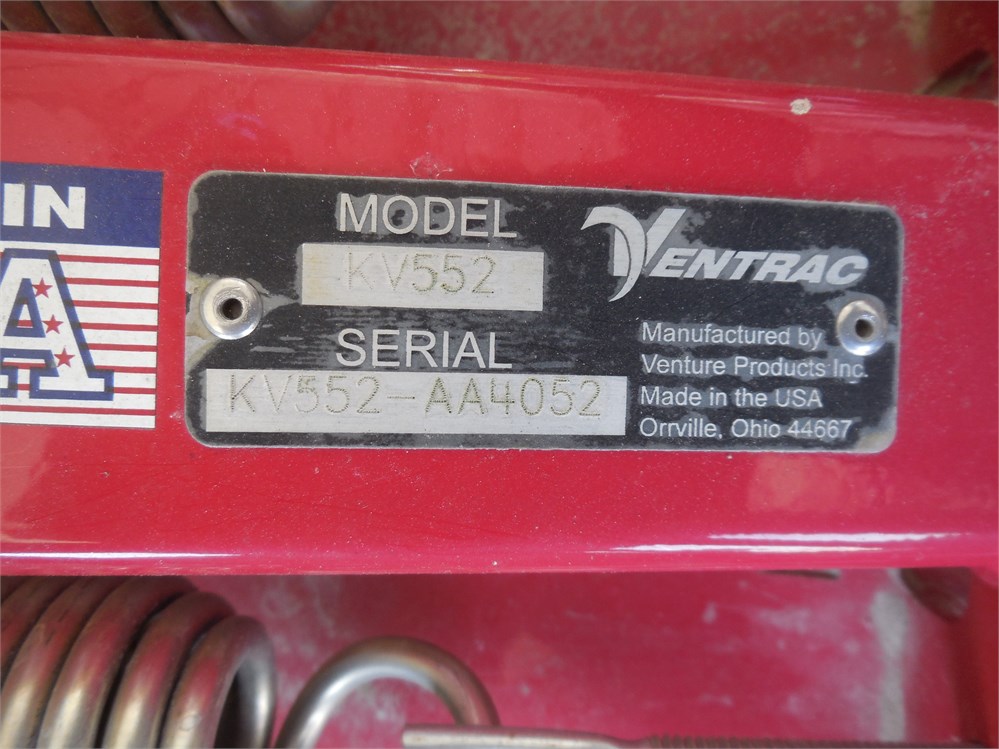 IN
A
MODEL
KV552
SERIAL
KV552-AA4052
VENTRAC
Manufactured by
Venture Products Inc.
Made in the USA
Orrville, Ohio 44667